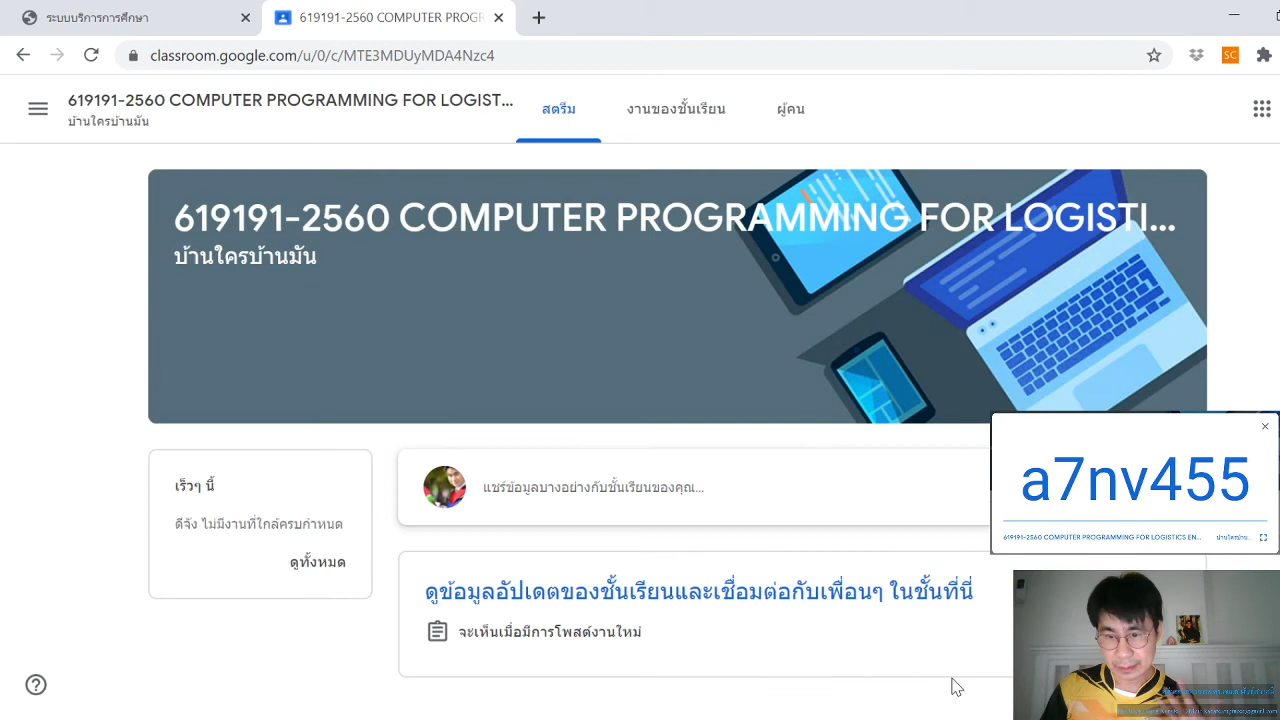 ระบบบริการการศึกษา
619191-2560 COMPUTER PROGR
classroom.google.com/u/0/c/MTE3MDUyMDA4Nzc4
SC
619191-2560 COMPUTER PROGRAMMING FOR LOGIST...
บ้านใครบ้านมัน
สตรีม
งานของชั้นเรียน
ผู้คน
619191-2560 COMPUTER PROGRAMMING FOR LOGISTI...
บ้านใครบ้านมัน
เร็วๆ นี้
ดีจัง ไม่มีงานที่ใกล้ครบกำหนด
ดูทั้งหมด
แชร์ข้อมูลบางอย่างกับชั้นเรียนของคุณ...
a7nv455
619191-2560 COMPUTER PROGRAMMING FOR LOGISTICS EN...
บ้านใครบ้าน...
ดูข้อมูลอัปเดตของชั้นเรียนและเชื่อมต่อกับเพื่อนๆ ในชั้นที่นี่
จะเห็นเมื่อมีการโพสต์งานใหม่